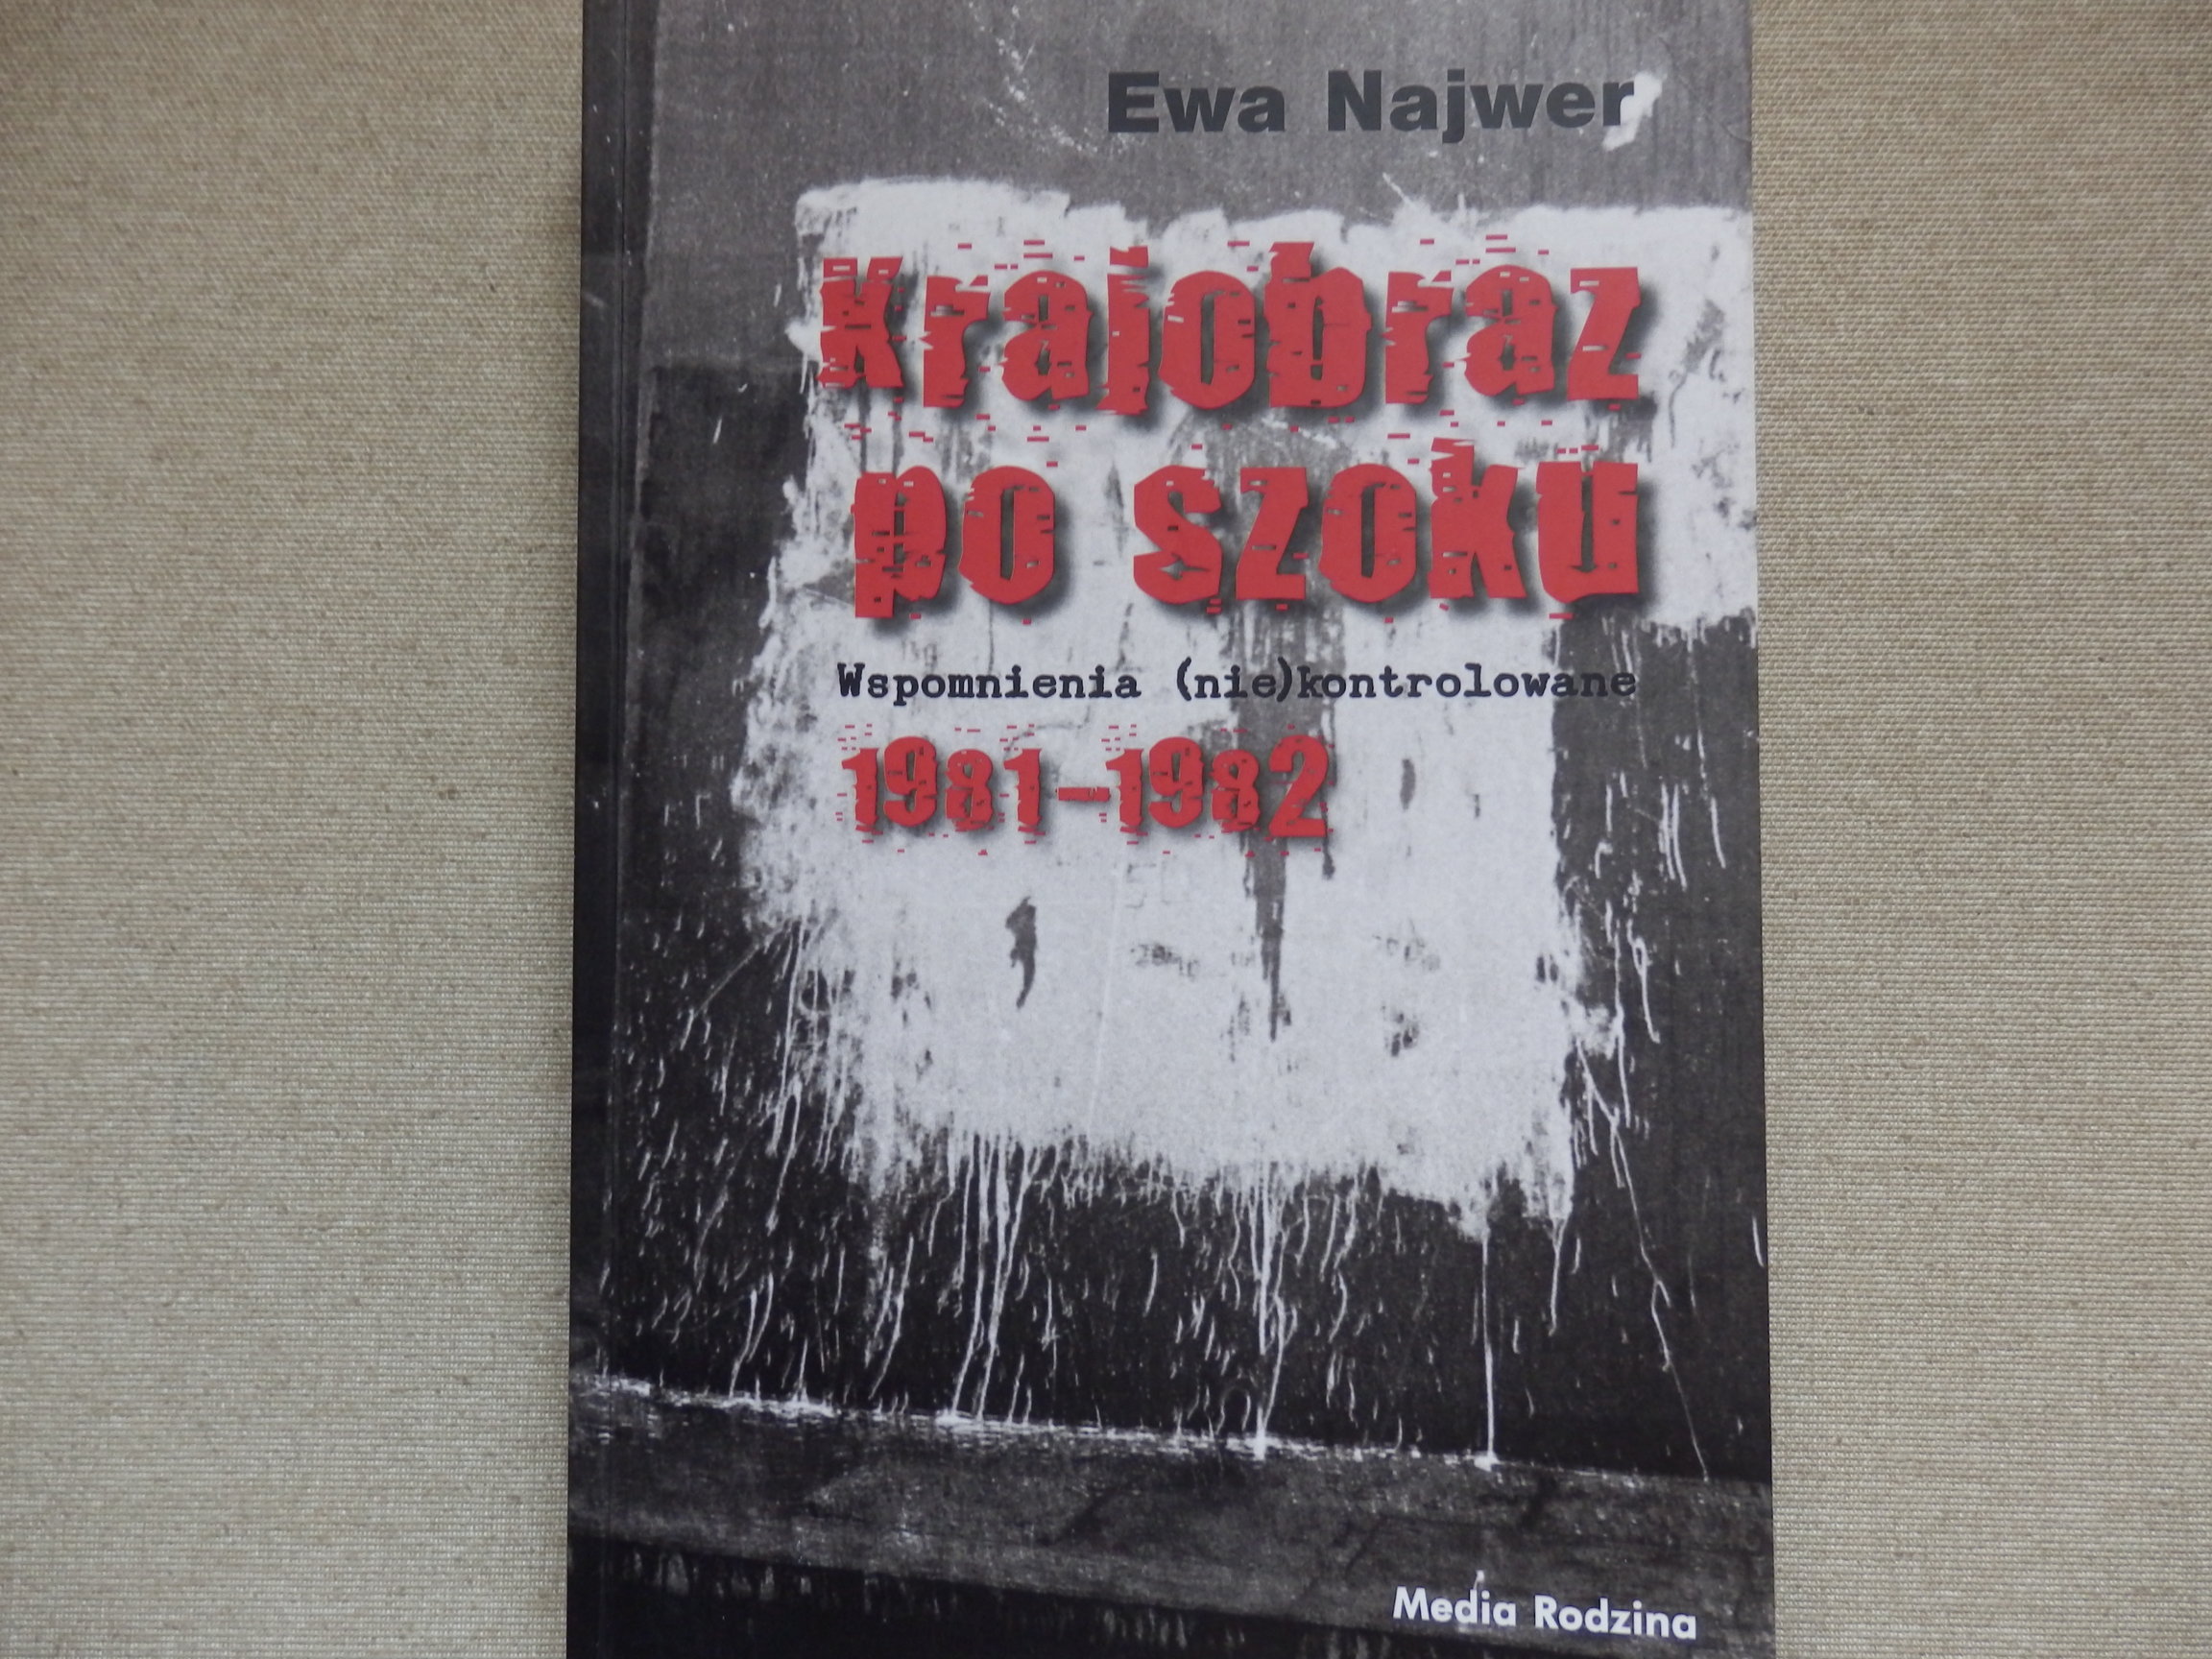 Ewa Najwer
Krajobraz
po szoku
Wspomnienia (nie)kontrolowane
1981–1982
Media Rodzina